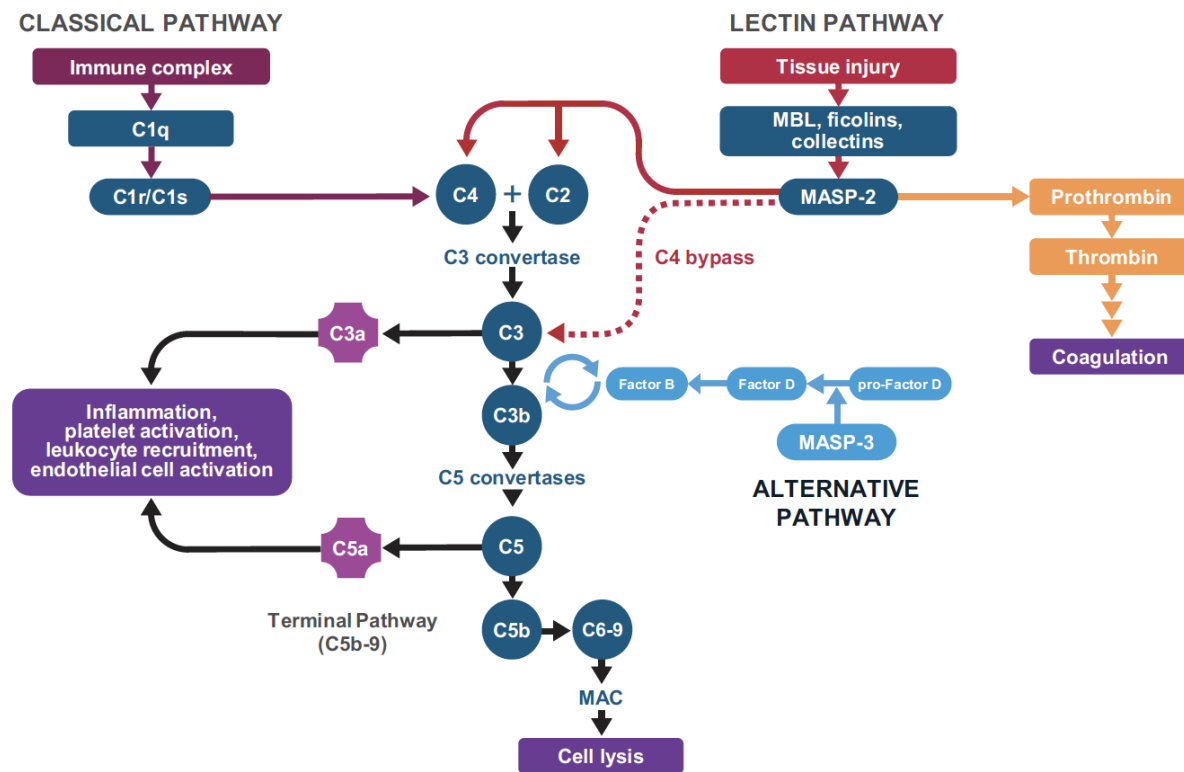 CLASSICAL PATHWAY
LECTIN PATHWAY
Immune complex
Tissue injury
C1q
MBL, ficolins,
collectins
C1r/C1s
C4
+
C2
MASP-2
Prothrombin
C3 convertase
C4 bypass
Thrombin
C3a
C3
Coagulation
Factor B
Factor D
pro-Factor D
C3b
Inflammation,
platelet activation,
leukocyte recruitment,
endothelial cell activation
MASP-3
C5 convertases
ALTERNATIVE
PATHWAY
C5a
C5
Terminal Pathway
(C5b-9)
C5b
C6-9
MAC
Cell lysis